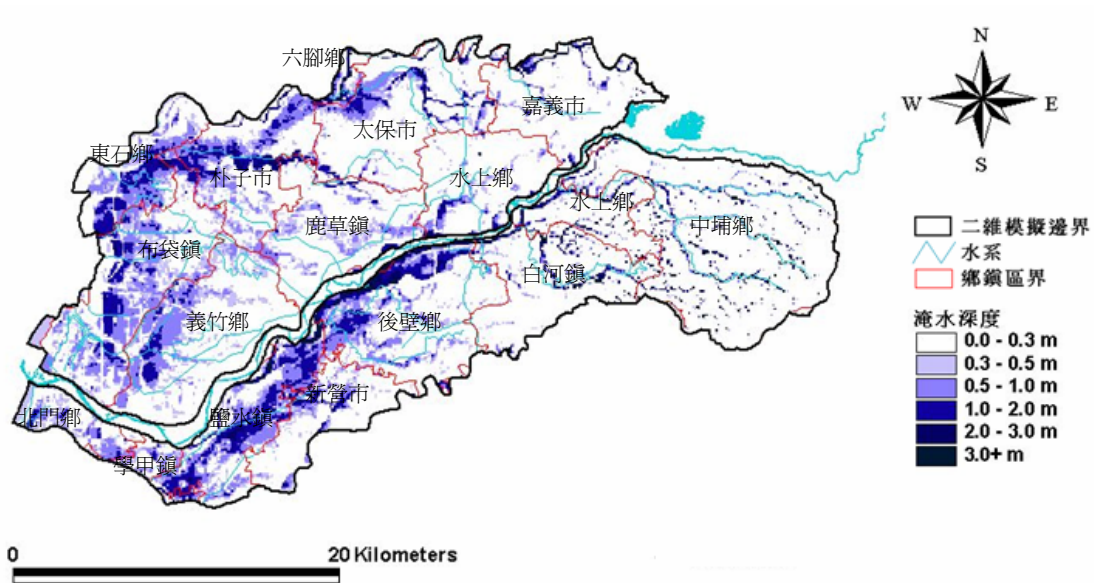 六腳鄉
嘉義市
太保市
東石鄉
朴子市
水上鄉
水上鄉
鹿草鎮
中埔鄉
布袋鎮
白河鎮
義竹鄉
後壁鄉
新營市
北門鄉
鹽水鎮
學甲鎮
N
W
E
S
二維模擬邊界
水系
鄉鎮區界
淹水深度
0.0 - 0.3 m
0.3 - 0.5 m
0.5 - 1.0 m
1.0 - 2.0 m
2.0 - 3.0 m
3.0+ m
0
20 Kilometers